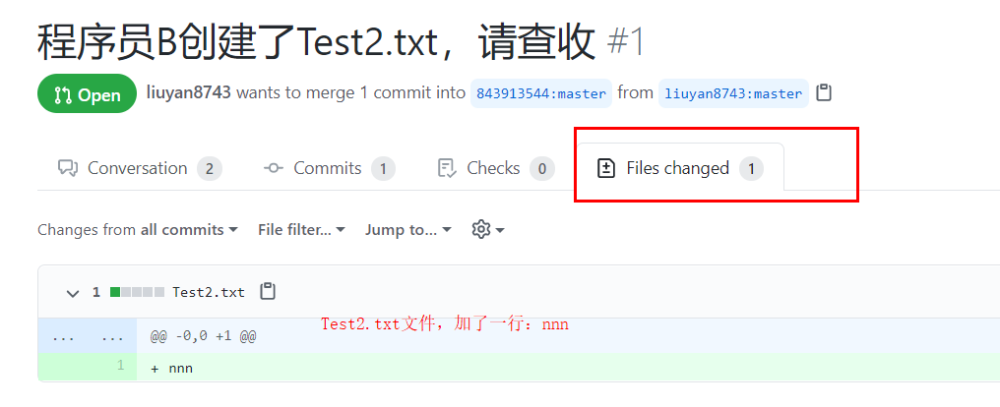 程序员B创建了Test2.txt，请查收 #1
Open liuyan8743 wants to merge 1 commit into 843913544:master from liuyan8743:master
Conversation 2 Commits 1 Checks 0 Files changed 1
Changes from all commits File filter... Jump to...
1 Test2.txt
Test2.txt文件，加了一行：nnn
... ... @@ -0,0 +1 @@
1 + nnn